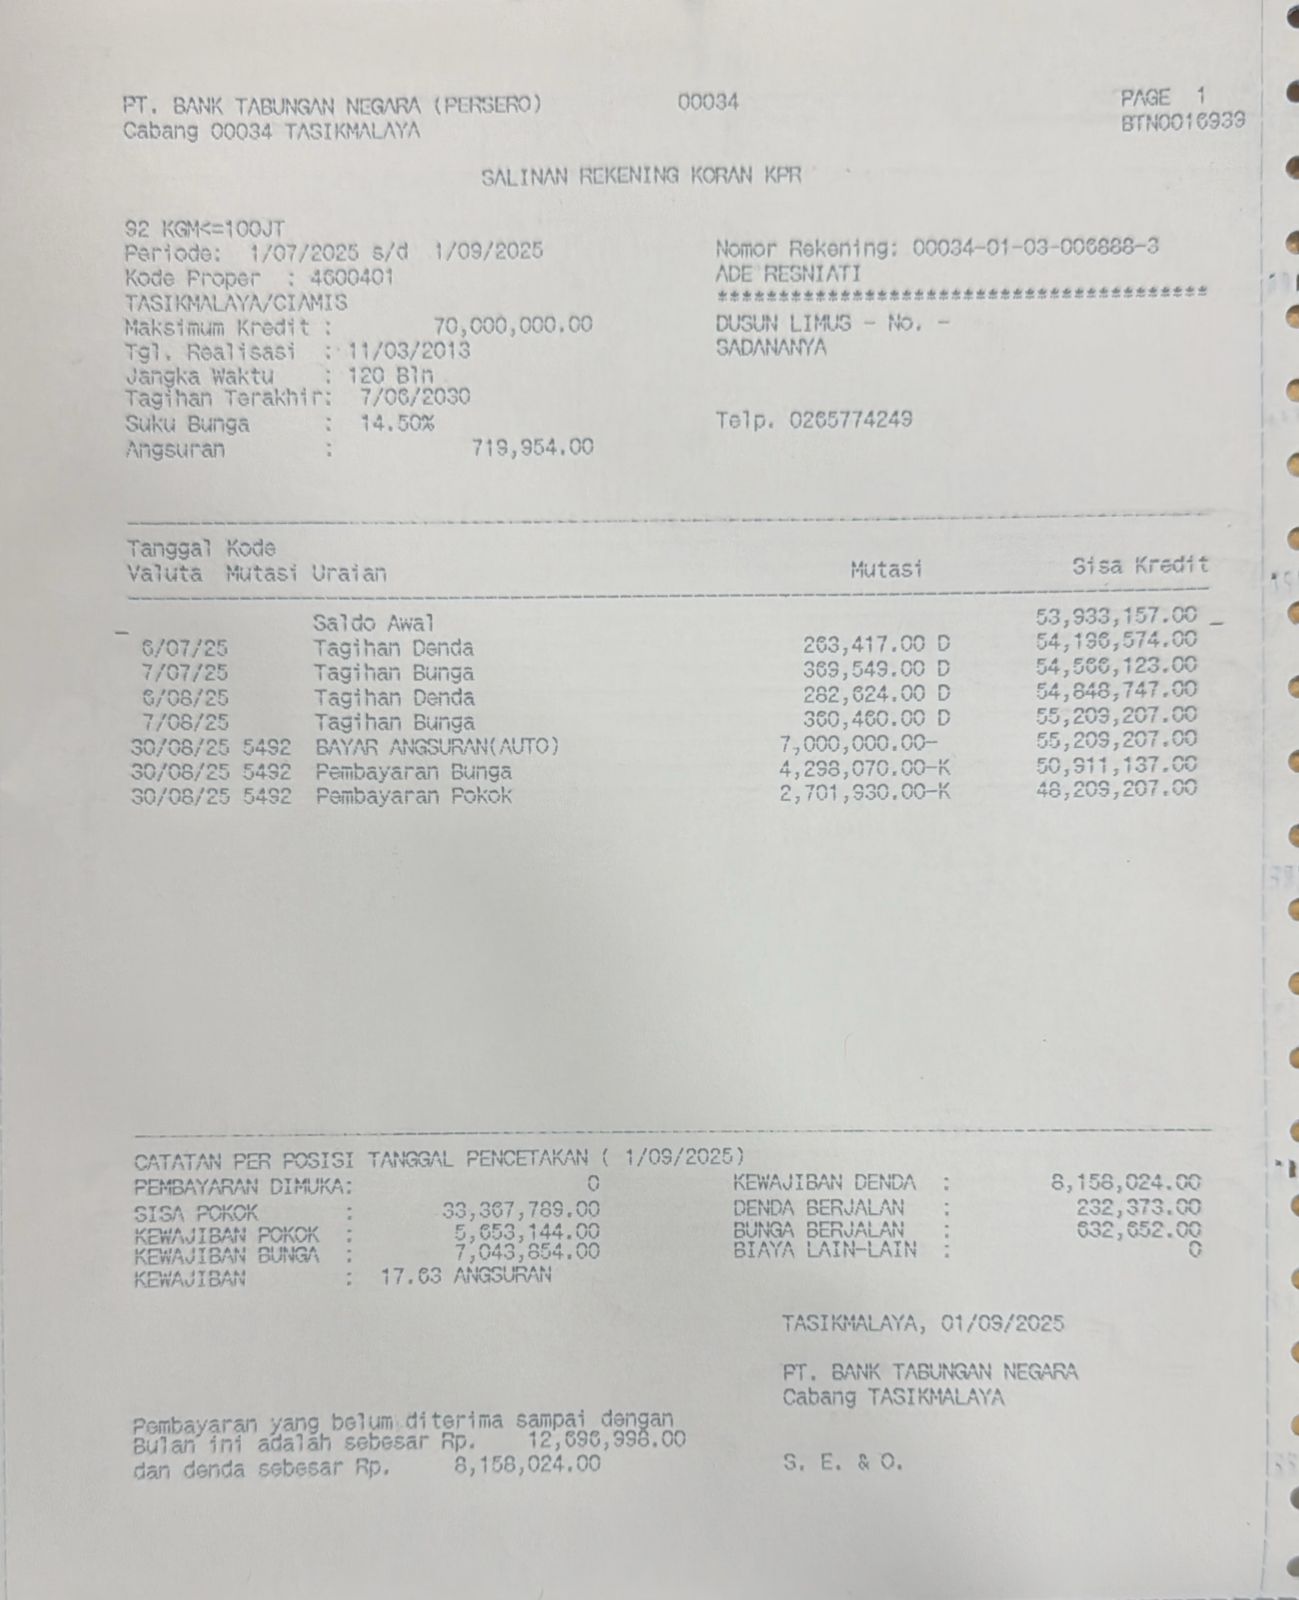 PT. BANK TABUNGAN NEGARA (PERSERO) 00034 PAGE 1
Cabang 00034 TASIKMALAYA BTN0016939
SALINAN REKENING KORAN KPR
92 KGM<=100JT
Periode: 1/07/2025 s/d 1/09/2025 Nomor Rekening: 00034-01-03-006888-3
Kode Proper : 4600401 ADE RESNIATI
TASIKMALAYA/CIAMIS ****************************************
Maksimum Kredit : 70,000,000.00 DUSUN LIMUS - No. -
Tgl. Realisasi : 11/03/2013 SADANANYA
Jangka Waktu : 120 Bln
Tagihan Terakhir: 7/06/2030
Suku Bunga : 14.50% Telp. 0265774249
Angsuran : 719,954.00
Tanggal Kode
Valuta Mutasi Uraian Mutasi Sisa Kredit
Saldo Awal 53,933,157.00
6/07/25 Tagihan Denda 263,417.00 D 54,196,574.00
7/07/25 Tagihan Bunga 369,549.00 D 54,566,123.00
6/08/25 Tagihan Denda 282,624.00 D 54,848,747.00
7/08/25 Tagihan Bunga 360,460.00 D 55,209,207.00
30/08/25 5492 BAYAR ANGSURAN(AUTO) 7,000,000.00- 55,209,207.00
30/08/25 5492 Pembayaran Bunga 4,298,070.00-K 50,911,137.00
30/08/25 5492 Pembayaran Pokok 2,701,930.00-K 48,209,207.00
CATATAN PER POSISI TANGGAL PENCETAKAN ( 1/09/2025)
PEMBAYARAN DIMUKA: 0 KEWAJIBAN DENDA : 8,158,024.00
SISA POKOK : 33,367,789.00 DENDA BERJALAN : 232,373.00
KEWAJIBAN POKOK : 5,653,144.00 BUNGA BERJALAN : 632,652.00
KEWAJIBAN BUNGA : 7,043,854.00 BIAYA LAIN-LAIN : 0
KEWAJIBAN : 17.63 ANGSURAN
TASIKMALAYA, 01/09/2025
PT. BANK TABUNGAN NEGARA
Cabang TASIKMALAYA
Pembayaran yang belum diterima sampai dengan
Bulan ini adalah sebesar Rp. 12,696,998.00
dan denda sebesar Rp. 8,158,024.00 S. E. & O.